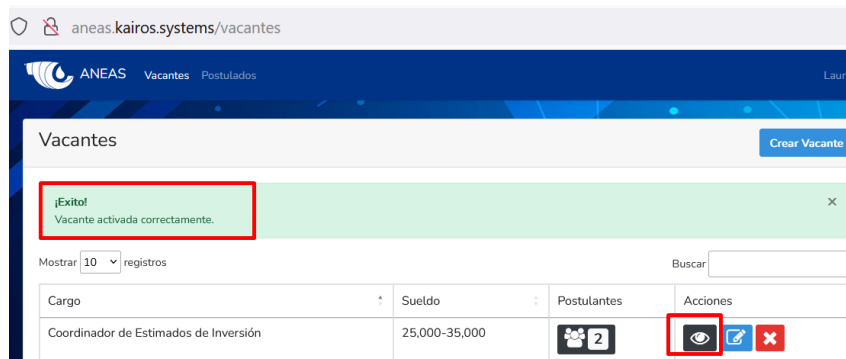 aneas.kairos.systems/vacantes
ANEAS Vacantes Postulados Laur
Vacantes Crear Vacante
¡Exito! ×
Vacante activada correctamente.
Mostrar 10 registros Buscar
Cargo Sueldo Postulantes Acciones
Coordinador de Estimados de Inversión 25,000-35,000 2